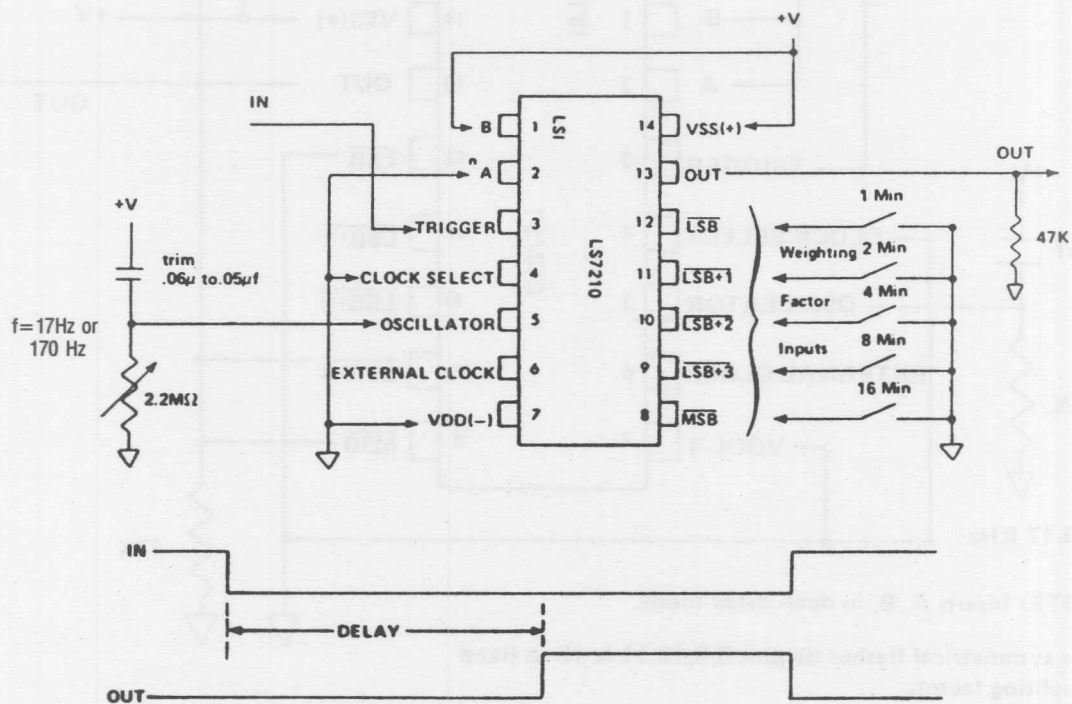 +V
IN
B 1 LSI 14 VSS(+)
A 2 13 OUT
OUT
TRIGGER 3 12 LSB
1 Min
47K
+V
trim
.06µ to .05µf
CLOCK SELECT 4 LS7210 11 LSB+1
Weighting 2 Min
f=17Hz or
170 Hz
OSCILLATOR 5 10 LSB+2
Factor 4 Min
EXTERNAL CLOCK 6 9 LSB+3
Inputs 8 Min
2.2MΩ
VDD(−) 7 8 MSB
16 Min
IN
DELAY
OUT